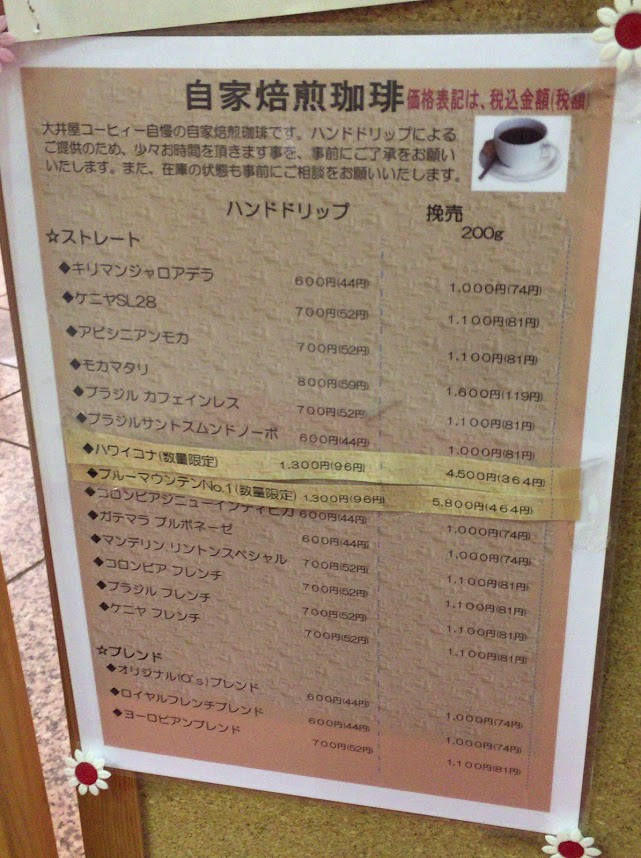 自家焙煎珈琲 価格表記は、税込金額(税額)
大井屋コーヒィー自慢の自家焙煎珈琲です。ハンドドリップによる
ご提供のため、少々お時間を頂きます事を、事前にご了承をお願い
いたします。また、在庫の状態も事前にご相談をお願いいたします。
ハンドドリップ 挽売
200g
☆ストレート
◆キリマンジャロアデラ 600円(44円) 1,000円(74円)
◆ケニヤSL28 700円(52円) 1,100円(81円)
◆アビシニアンモカ 700円(52円) 1,100円(81円)
◆モカマタリ 800円(59円) 1,600円(119円)
◆ブラジル カフェインレス 700円(52円) 1,100円(81円)
◆ブラジルサントスムンドノーボ 600円(44円) 1,000円(81円)
◆ハワイコナ(数量限定) 1,300円(96円) 4,500円(364円)
◆ブルーマウンテンNo.1(数量限定) 1,300円(96円) 5,800円(464円)
◆コロンビアジニューインディヒカ 600円(44円) 1,000円(74円)
◆ガテマラ ブルボネーゼ 600円(44円) 1,000円(74円)
◆マンデリン リントンスペシャル 700円(52円) 1,100円(81円)
◆コロンビア フレンチ 700円(52円) 1,100円(81円)
◆ブラジル フレンチ 700円(52円) 1,100円(81円)
◆ケニヤ フレンチ 700円(52円) 1,100円(81円)
☆ブレンド
◆オリジナル(O's)ブレンド 600円(44円) 1,000円(74円)
◆ロイヤルフレンチブレンド 600円(44円) 1,000円(74円)
◆ヨーロピアンブレンド 700円(52円) 1,100円(81円)